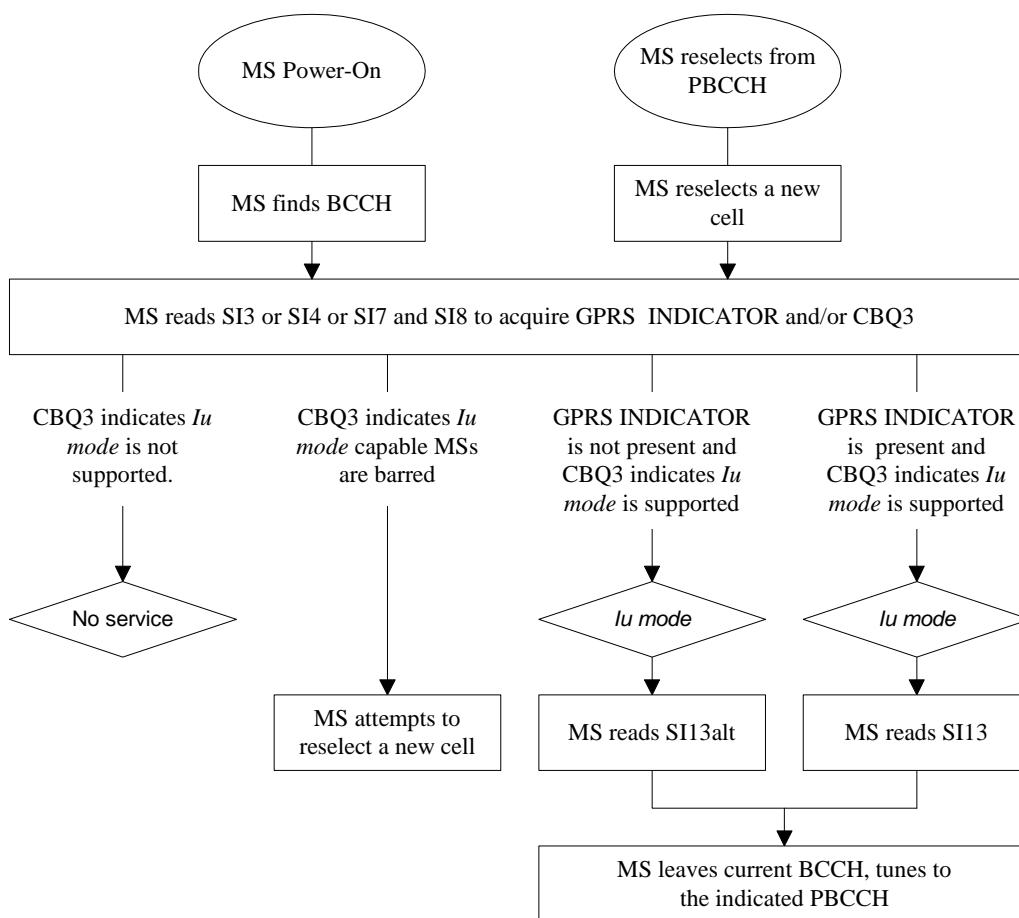 MS Power-On
MS reselects from
PBCCH
MS finds BCCH
MS reselects a new
cell
MS reads SI3 or SI4 or SI7 and SI8 to acquire GPRS INDICATOR and/or CBQ3
CBQ3 indicates Iu
mode is not
supported.
CBQ3 indicates Iu
mode capable MSs
are barred
GPRS INDICATOR
is not present and
CBQ3 indicates Iu
mode is supported
GPRS INDICATOR
is present and
CBQ3 indicates Iu
mode is supported
No service
Iu mode
Iu mode
MS attempts to
reselect a new cell
MS reads SI13alt
MS reads SI13
MS leaves current BCCH, tunes to
the indicated PBCCH